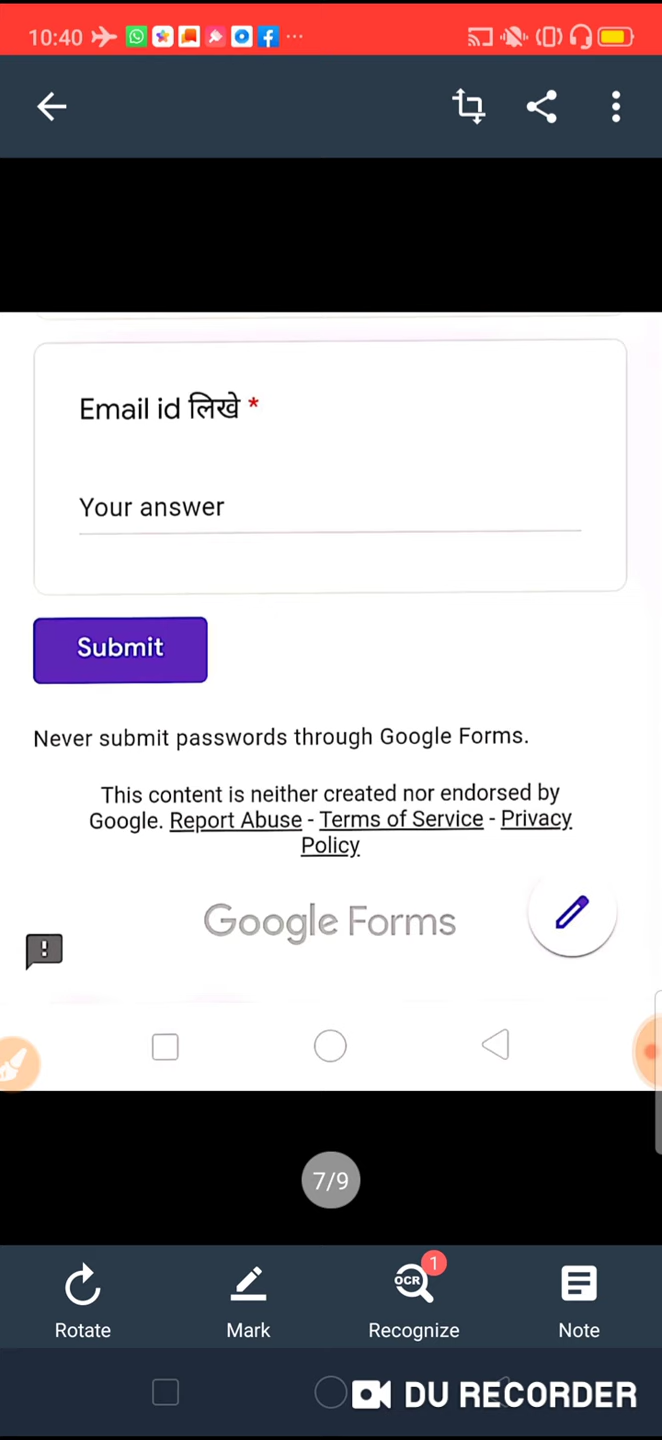 10:40
Email id लिखे *
Your answer
Submit
Never submit passwords through Google Forms.
This content is neither created nor endorsed by
Google. Report Abuse - Terms of Service - Privacy
Policy
Google Forms
7/9
OCR 1
Rotate Mark Recognize Note
DU RECORDER